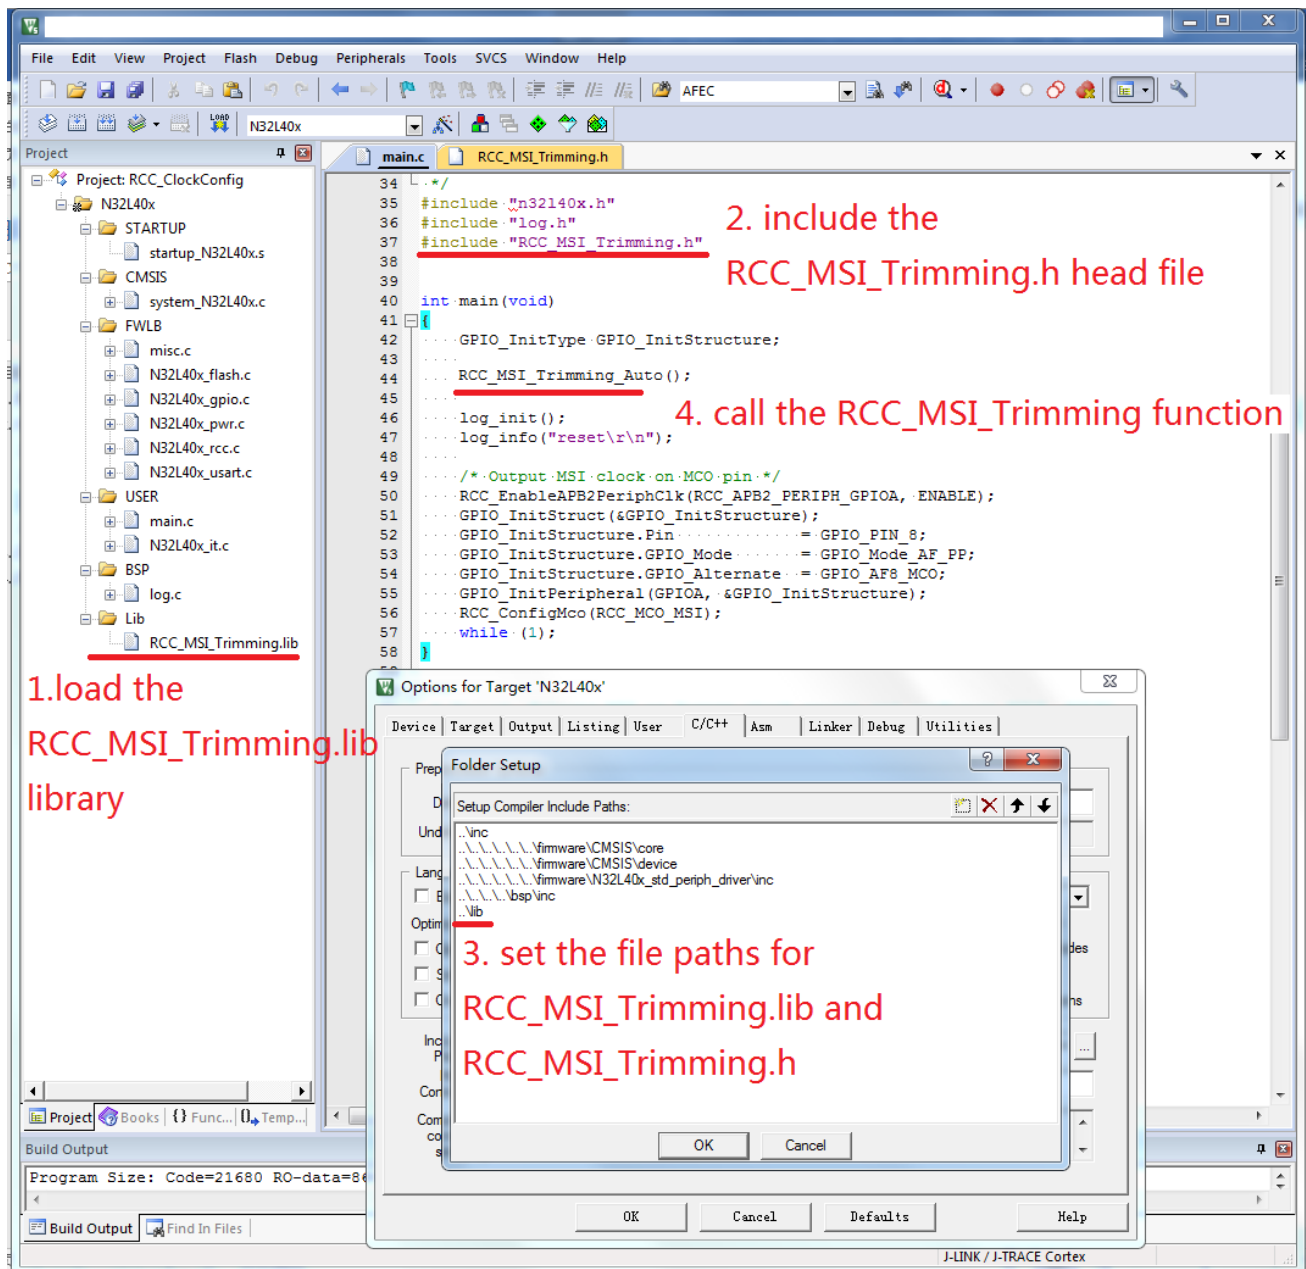 File Edit View Project Flash Debug Peripherals Tools SVCS Window Help
AFEC
LOAD N32L40x
Project
main.c RCC_MSI_Trimming.h
Project: RCC_ClockConfig
N32L40x
STARTUP
startup_N32L40x.s
CMSIS
system_N32L40x.c
FWLB
misc.c
N32L40x_flash.c
N32L40x_gpio.c
N32L40x_pwr.c
N32L40x_rcc.c
N32L40x_usart.c
USER
main.c
N32L40x_it.c
BSP
log.c
Lib
RCC_MSI_Trimming.lib
1.load the
RCC_MSI_Trimming.lib
library
34 */
35 #include "n32l40x.h"
36 #include "log.h"
37 #include "RCC_MSI_Trimming.h"
38
39
40 int main(void)
41 {
42 GPIO_InitType GPIO_InitStructure;
43
44 RCC_MSI_Trimming_Auto();
45
46 log_init();
47 log_info("reset\r\n");
48
49 /* Output MSI clock on MCO pin */
50 RCC_EnableAPB2PeriphClk(RCC_APB2_PERIPH_GPIOA, ENABLE);
51 GPIO_InitStruct(&GPIO_InitStructure);
52 GPIO_InitStructure.Pin = GPIO_PIN_8;
53 GPIO_InitStructure.GPIO_Mode = GPIO_Mode_AF_PP;
54 GPIO_InitStructure.GPIO_Alternate = GPIO_AF8_MCO;
55 GPIO_InitPeripheral(GPIOA, &GPIO_InitStructure);
56 RCC_ConfigMco(RCC_MCO_MSI);
57 while (1);
58 }
2. include the
RCC_MSI_Trimming.h head file
4. call the RCC_MSI_Trimming function
Options for Target 'N32L40x'
Device Target Output Listing User C/C++ Asm Linker Debug Utilities
Folder Setup
Setup Compiler Include Paths:
..\inc
..\..\..\..\..\..\..\firmware\CMSIS\core
..\..\..\..\..\..\..\firmware\CMSIS\device
..\..\..\..\..\..\..\firmware\N32L40x_std_periph_driver\inc
..\..\..\..\..\bsp\inc
..\lib
3. set the file paths for
RCC_MSI_Trimming.lib and
RCC_MSI_Trimming.h
OK Cancel
OK Cancel Defaults Help
Project Books {} Func... Temp...
Build Output
Program Size: Code=21680 RO-data=86
Build Output Find In Files
J-LINK / J-TRACE Cortex